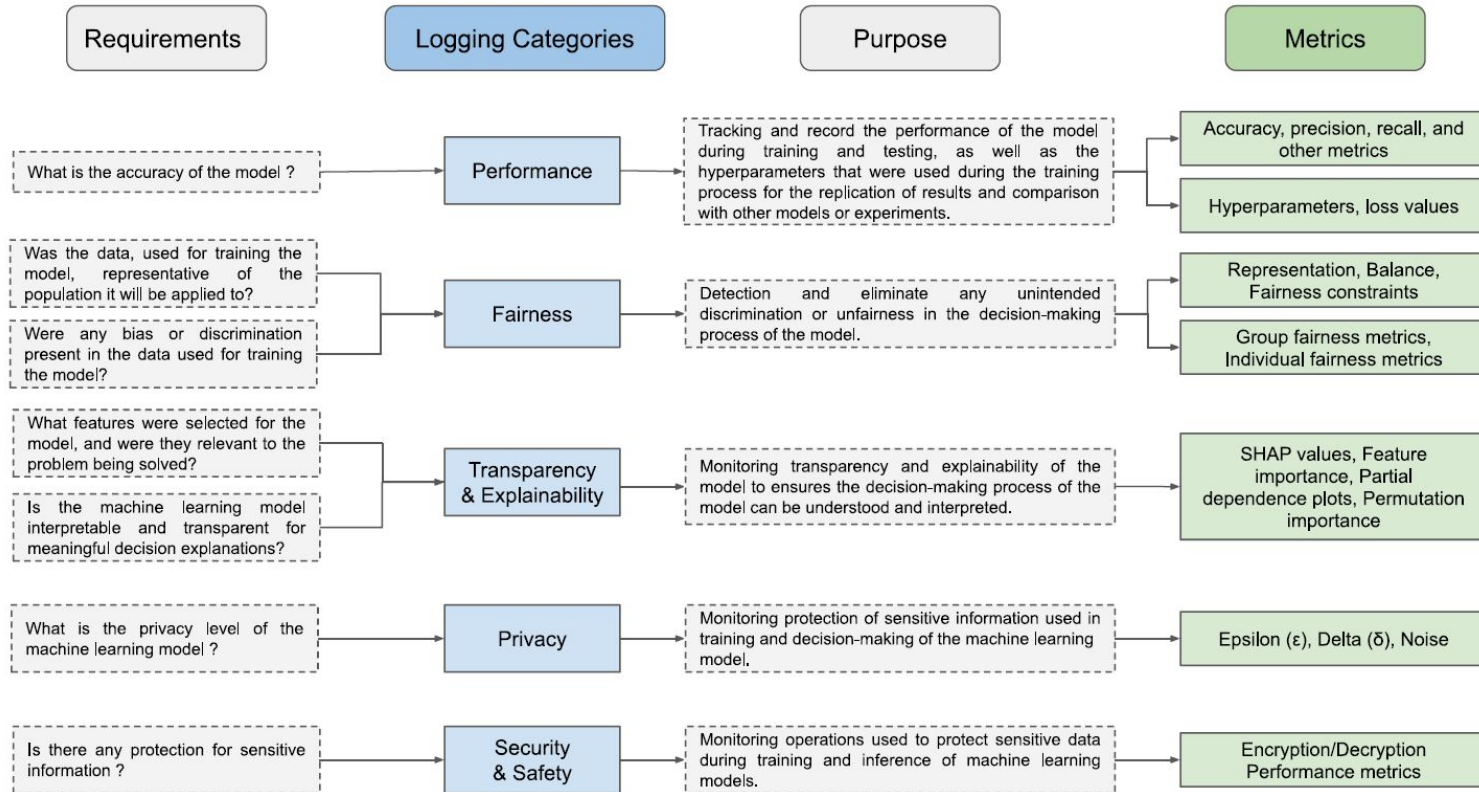 Requirements
Logging Categories
Purpose
Metrics
What is the accuracy of the model ?
Performance
Tracking and record the performance of the model
during training and testing, as well as the
hyperparameters that were used during the training
process for the replication of results and comparison
with other models or experiments.
Accuracy, precision, recall, and
other metrics
Hyperparameters, loss values
Was the data, used for training the
model, representative of the
population it will be applied to?
Were any bias or discrimination
present in the data used for training
the model?
Fairness
Detection and eliminate any unintended
discrimination or unfairness in the decision-making
process of the model.
Representation, Balance,
Fairness constraints
Group fairness metrics,
Individual fairness metrics
What features were selected for the
model, and were they relevant to the
problem being solved?
Is the machine learning model
interpretable and transparent for
meaningful decision explanations?
Transparency
& Explainability
Monitoring transparency and explainability of the
model to ensures the decision-making process of the
model can be understood and interpreted.
SHAP values, Feature
importance, Partial
dependence plots, Permutation
importance
What is the privacy level of the
machine learning model ?
Privacy
Monitoring protection of sensitive information used in
training and decision-making of the machine learning
model.
Epsilon (ε), Delta (δ), Noise
Is there any protection for sensitive
information ?
Security
& Safety
Monitoring operations used to protect sensitive data
during training and inference of machine learning
models.
Encryption/Decryption
Performance metrics